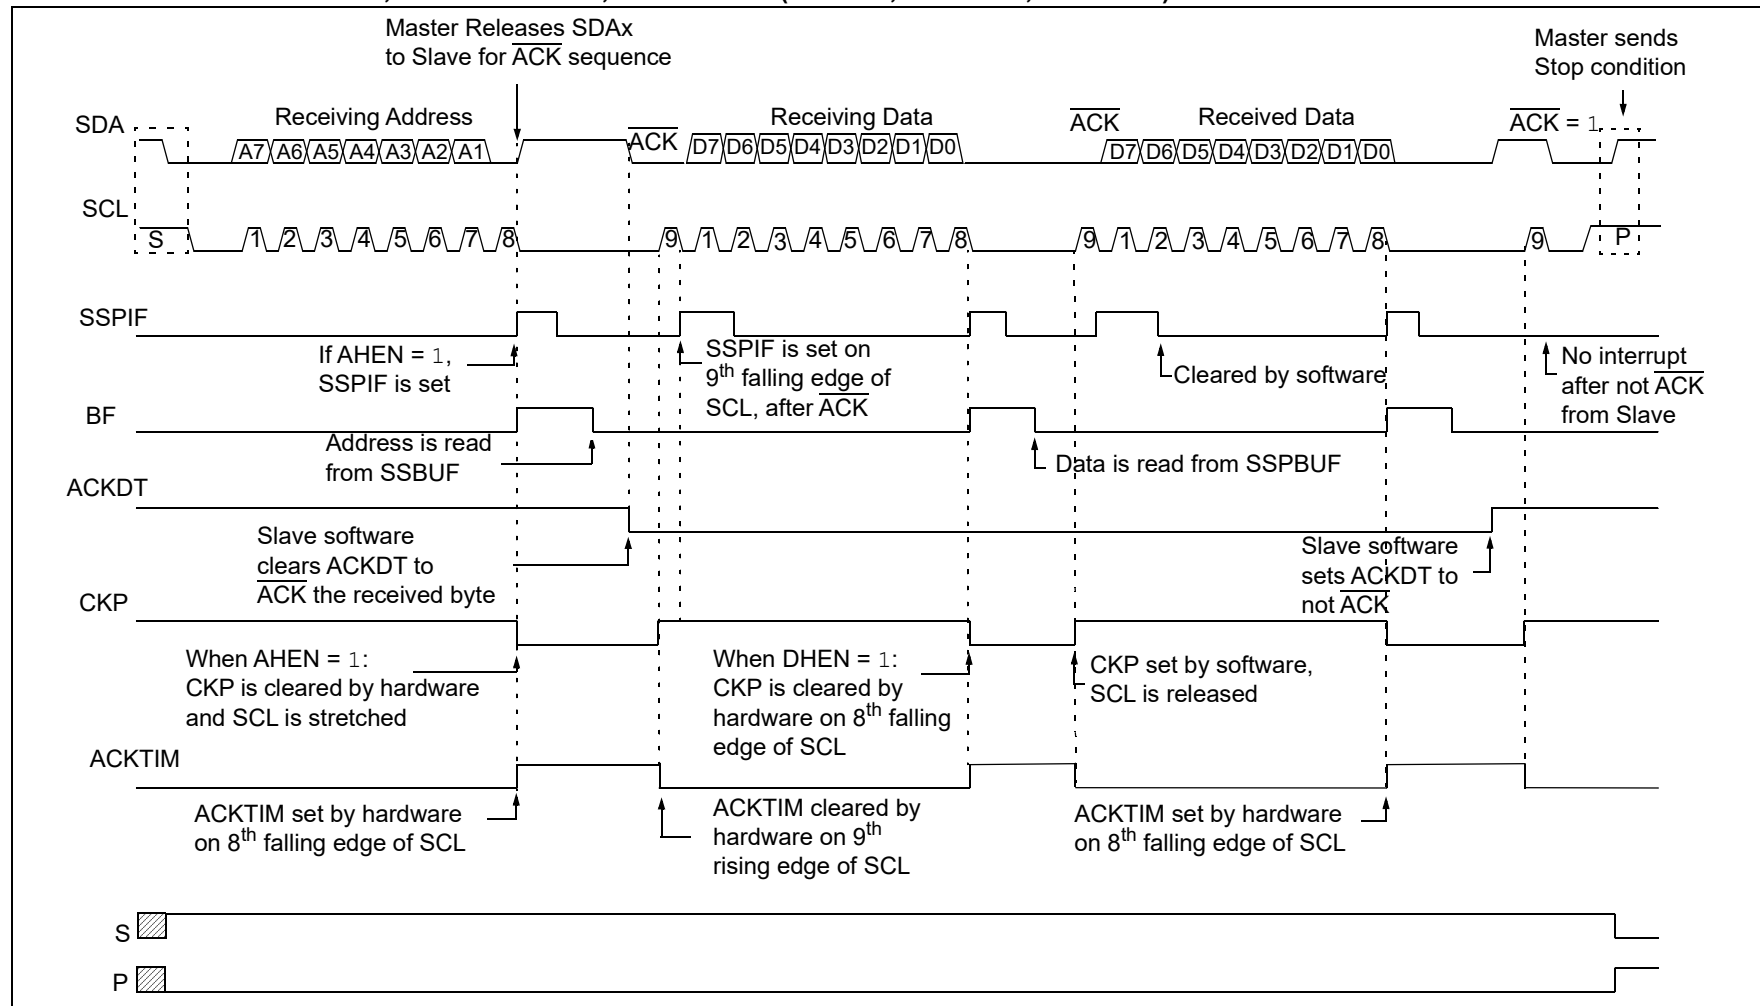 Master Releases SDAx
to Slave for ACK sequence
Master sends
Stop condition
SDA
Receiving Address
ACK
Receiving Data
ACK
Received Data
ACK = 1
A7 A6 A5 A4 A3 A2 A1
D7 D6 D5 D4 D3 D2 D1 D0
D7 D6 D5 D4 D3 D2 D1 D0
SCL
S 1 2 3 4 5 6 7 8 9 1 2 3 4 5 6 7 8 9 1 2 3 4 5 6 7 8 9 P
SSPIF
If AHEN = 1,
SSPIF is set
SSPIF is set on
9th falling edge of
SCL, after ACK
Cleared by software
No interrupt
after not ACK
from Slave
BF
Address is read
from SSBUF
Data is read from SSPBUF
ACKDT
Slave software
clears ACKDT to
ACK the received byte
Slave software
sets ACKDT to
not ACK
CKP
When AHEN = 1:
CKP is cleared by hardware
and SCL is stretched
When DHEN = 1:
CKP is cleared by
hardware on 8th falling
edge of SCL
CKP set by software,
SCL is released
ACKTIM
ACKTIM set by hardware
on 8th falling edge of SCL
ACKTIM cleared by
hardware on 9th
rising edge of SCL
ACKTIM set by hardware
on 8th falling edge of SCL
S
P